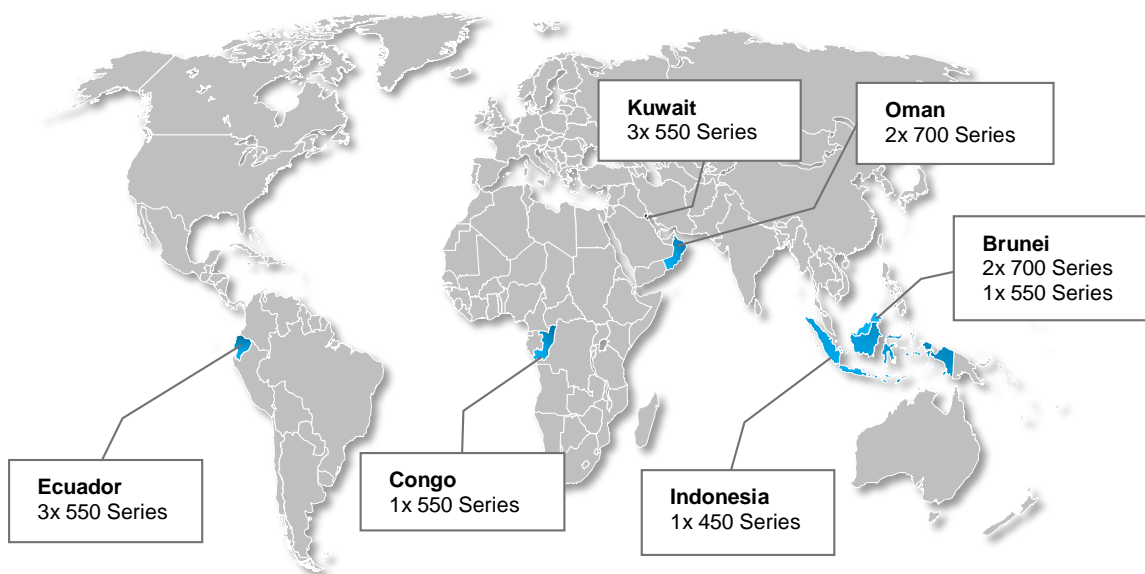 Kuwait
3x 550 Series
Oman
2x 700 Series
Brunei
2x 700 Series
1x 550 Series
Ecuador
3x 550 Series
Congo
1x 550 Series
Indonesia
1x 450 Series